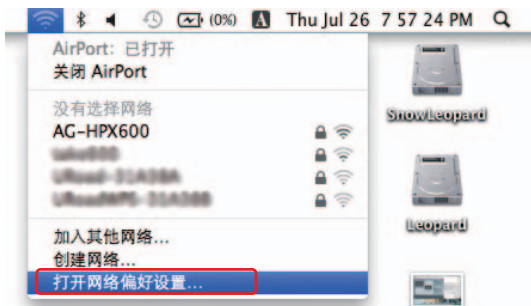 (0%) A Thu Jul 26 7 57 24 PM
AirPort: 已打开
关闭 AirPort
没有选择网络
AG-HPX600
加入其他网络...
创建网络...
打开网络偏好设置...
SnowLeopard
Leopard